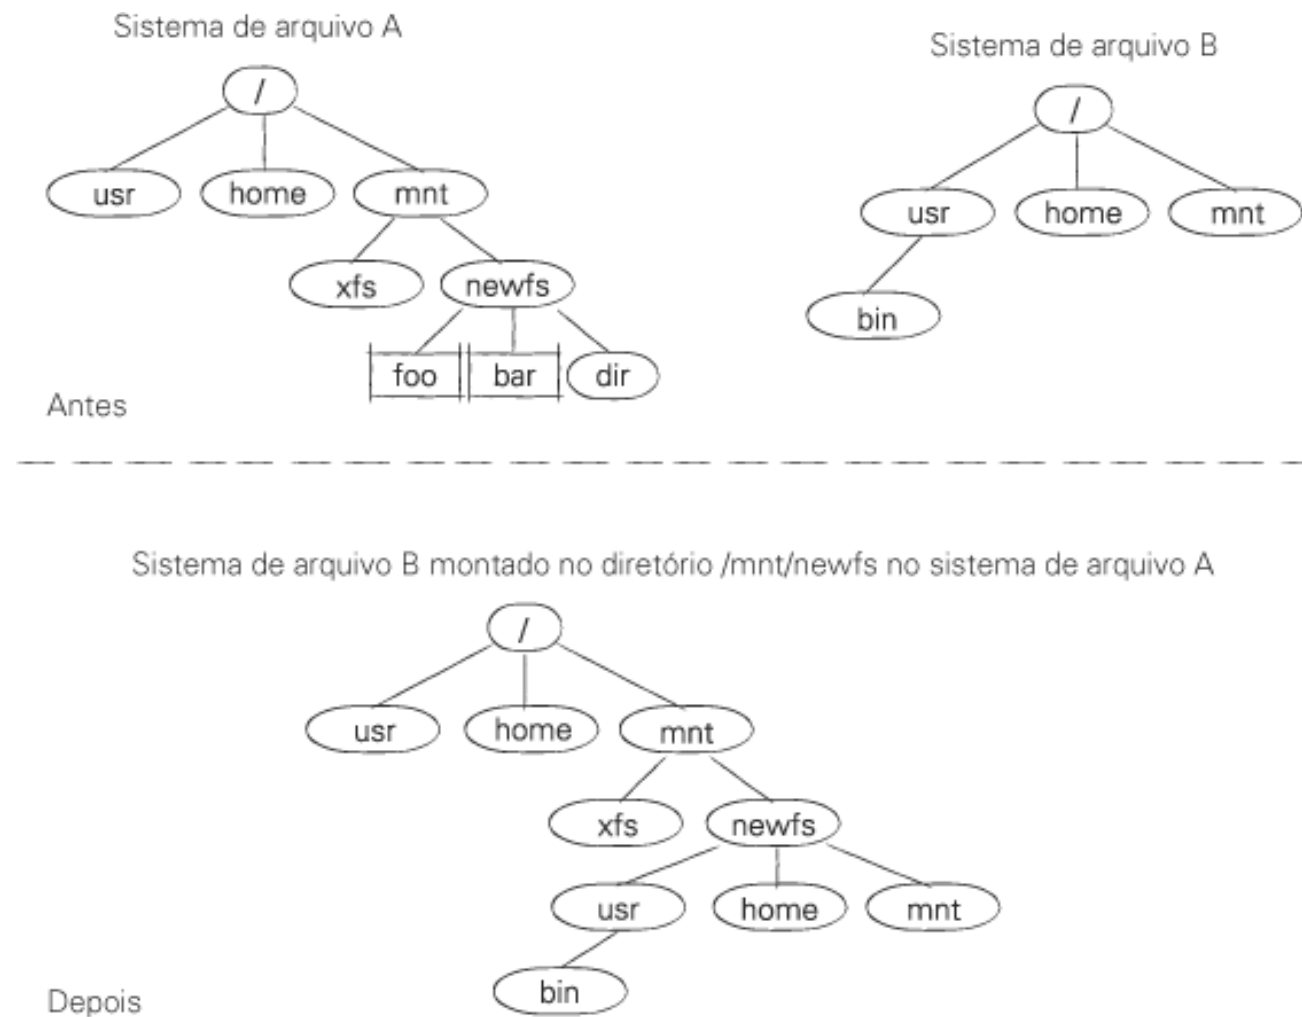 Sistema de arquivo A
Sistema de arquivo B
/
/
usr home mnt
usr home mnt
xfs newfs
bin
foo bar dir
Antes
Sistema de arquivo B montado no diretório /mnt/newfs no sistema de arquivo A
/
usr home mnt
xfs newfs
usr home mnt
bin
Depois